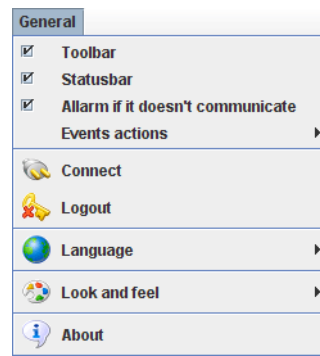 General
Toolbar
Statusbar
Allarm if it doesn't communicate
Events actions
Connect
Logout
Language
Look and feel
About